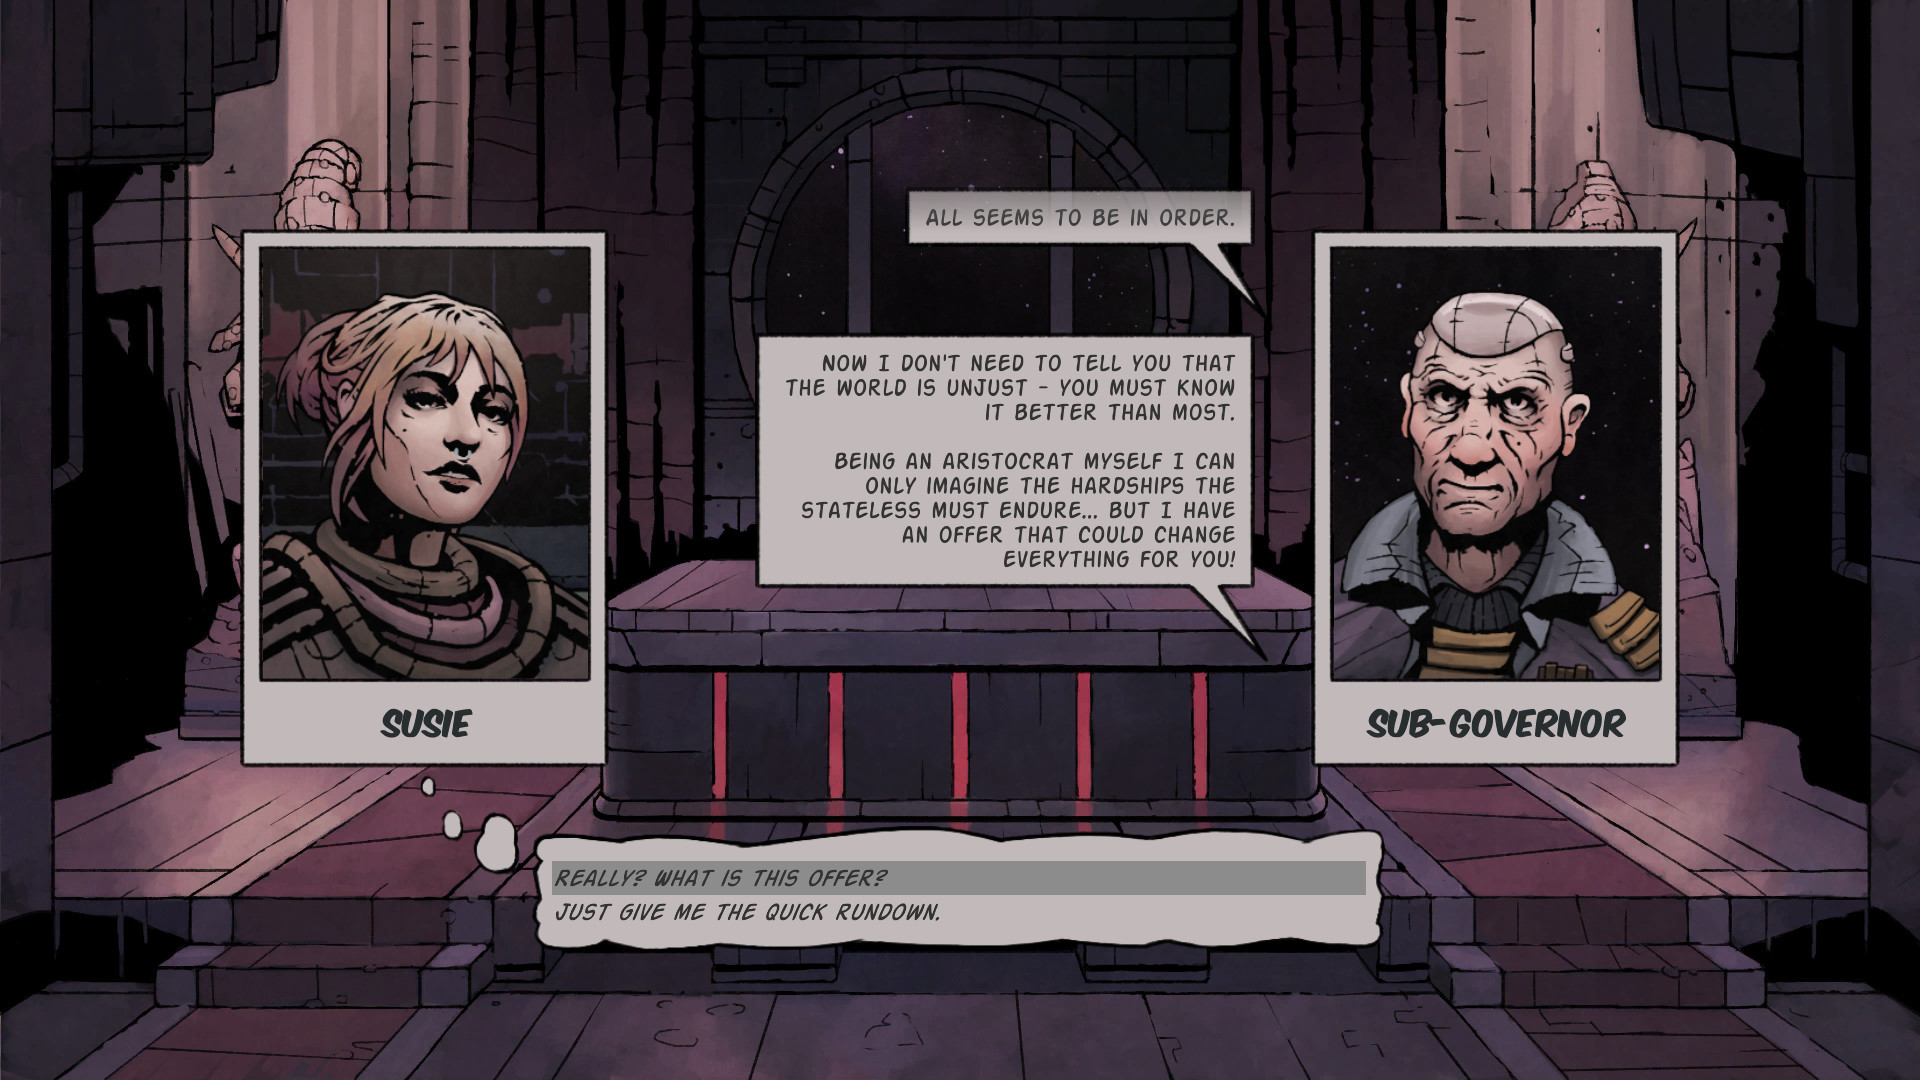 ALL SEEMS TO BE IN ORDER.
NOW I DON'T NEED TO TELL YOU THAT
THE WORLD IS UNJUST - YOU MUST KNOW
IT BETTER THAN MOST.
BEING AN ARISTOCRAT MYSELF I CAN
ONLY IMAGINE THE HARDSHIPS THE
STATELESS MUST ENDURE... BUT I HAVE
AN OFFER THAT COULD CHANGE
EVERYTHING FOR YOU!
SUSIE
SUB-GOVERNOR
REALLY? WHAT IS THIS OFFER?
JUST GIVE ME THE QUICK RUNDOWN.